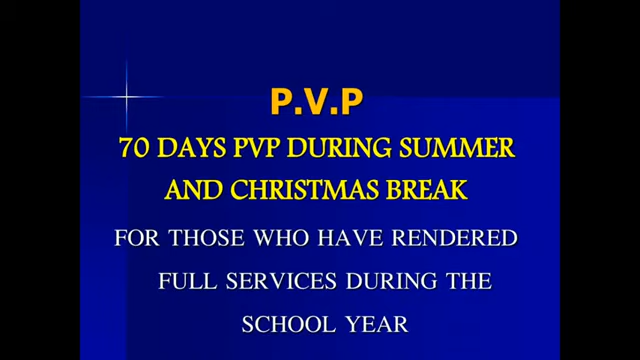 P.V.P
70 DAYS PVP DURING SUMMER
AND CHRISTMAS BREAK
FOR THOSE WHO HAVE RENDERED
FULL SERVICES DURING THE
SCHOOL YEAR